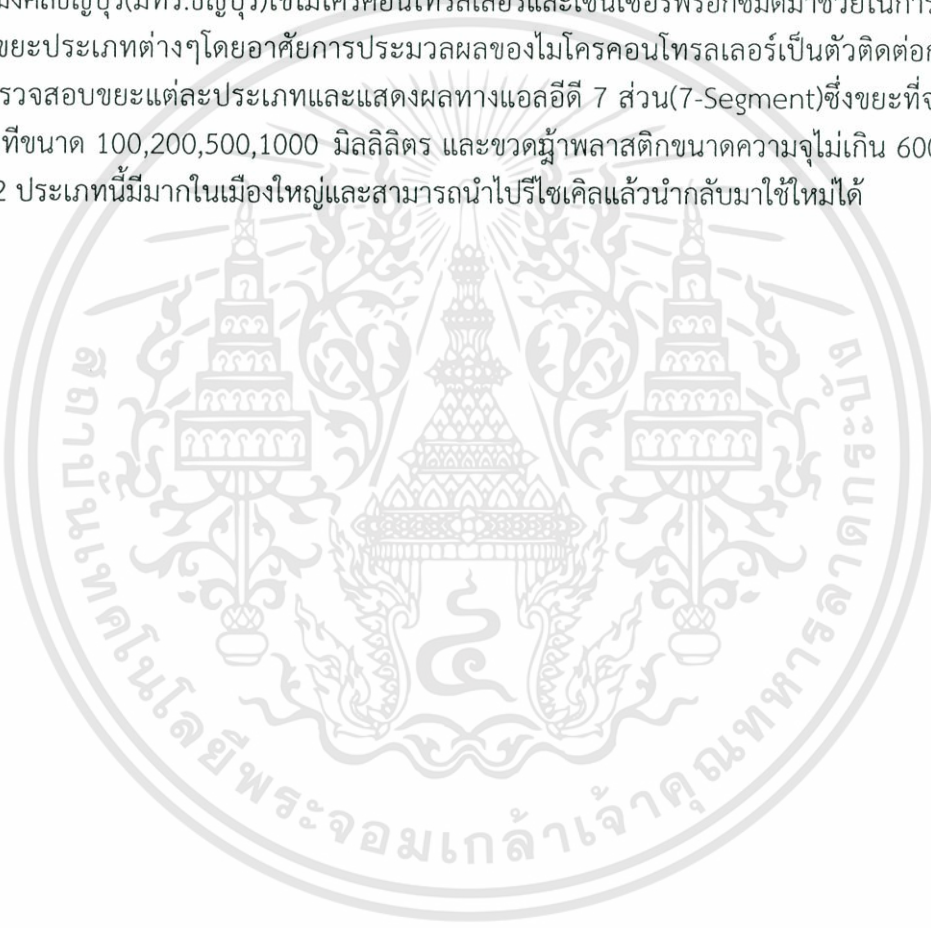 ขยะประเภทต่างๆโดยอาศัยการประมวลผลของไมโครคอนโทรลเลอร์เป็นตัวติดต่อ
รวจสอบขยะแต่ละประเภทและแสดงผลทางแอลอีดี 7 ส่วน(7-Segment)ซึ่งขยะที่
ทีขนาด 100,200,500,1000 มิลลิลิตร และขวดน้ำพลาสติกขนาดความจุไม่เกิน 600
2 ประเภทนี้มีมากในเมืองใหญ่และสามารถนำไปรีไซเคิลแล้วนำกลับมาใช้ใหม่ได้
สถาบันเทคโนโลยีพระจอมเกล้าเจ้าคุณทหารลาดกระบัง